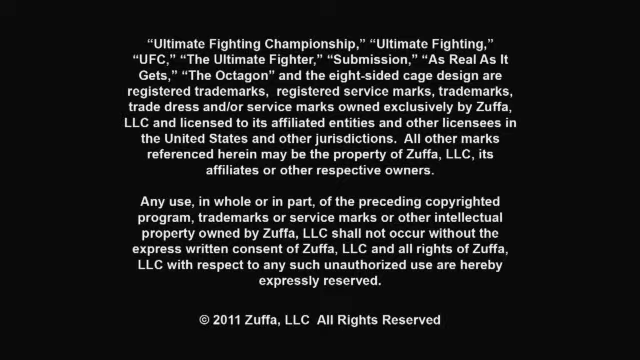 “Ultimate Fighting Championship,” “Ultimate Fighting,”
“UFC,” “The Ultimate Fighter,” “Submission,” “As Real As It
Gets,” “The Octagon” and the eight-sided cage design are
registered trademarks,  registered service marks, trademarks,
trade dress and/or service marks owned exclusively by Zuffa,
LLC and licensed to its affiliated entities and other licensees in
the United States and other jurisdictions.  All other marks
referenced herein may be the property of Zuffa, LLC, its
affiliates or other respective owners.
Any use, in whole or in part, of the preceding copyrighted
program, trademarks or service marks or other intellectual
property owned by Zuffa, LLC shall not occur without the
express written consent of Zuffa, LLC and all rights of Zuffa,
LLC with respect to any such unauthorized use are hereby
expressly reserved.
© 2011 Zuffa, LLC  All Rights Reserved